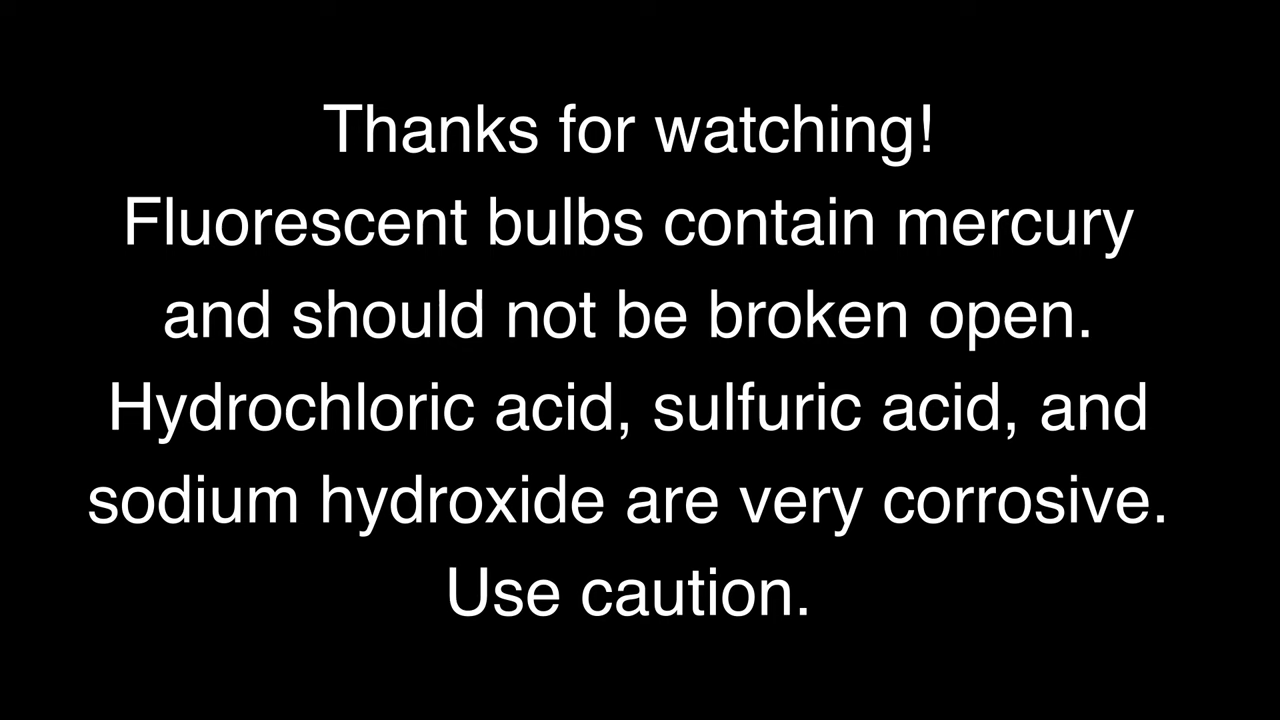 Thanks for watching!
Fluorescent bulbs contain mercury
and should not be broken open.
Hydrochloric acid, sulfuric acid, and
sodium hydroxide are very corrosive.
Use caution.